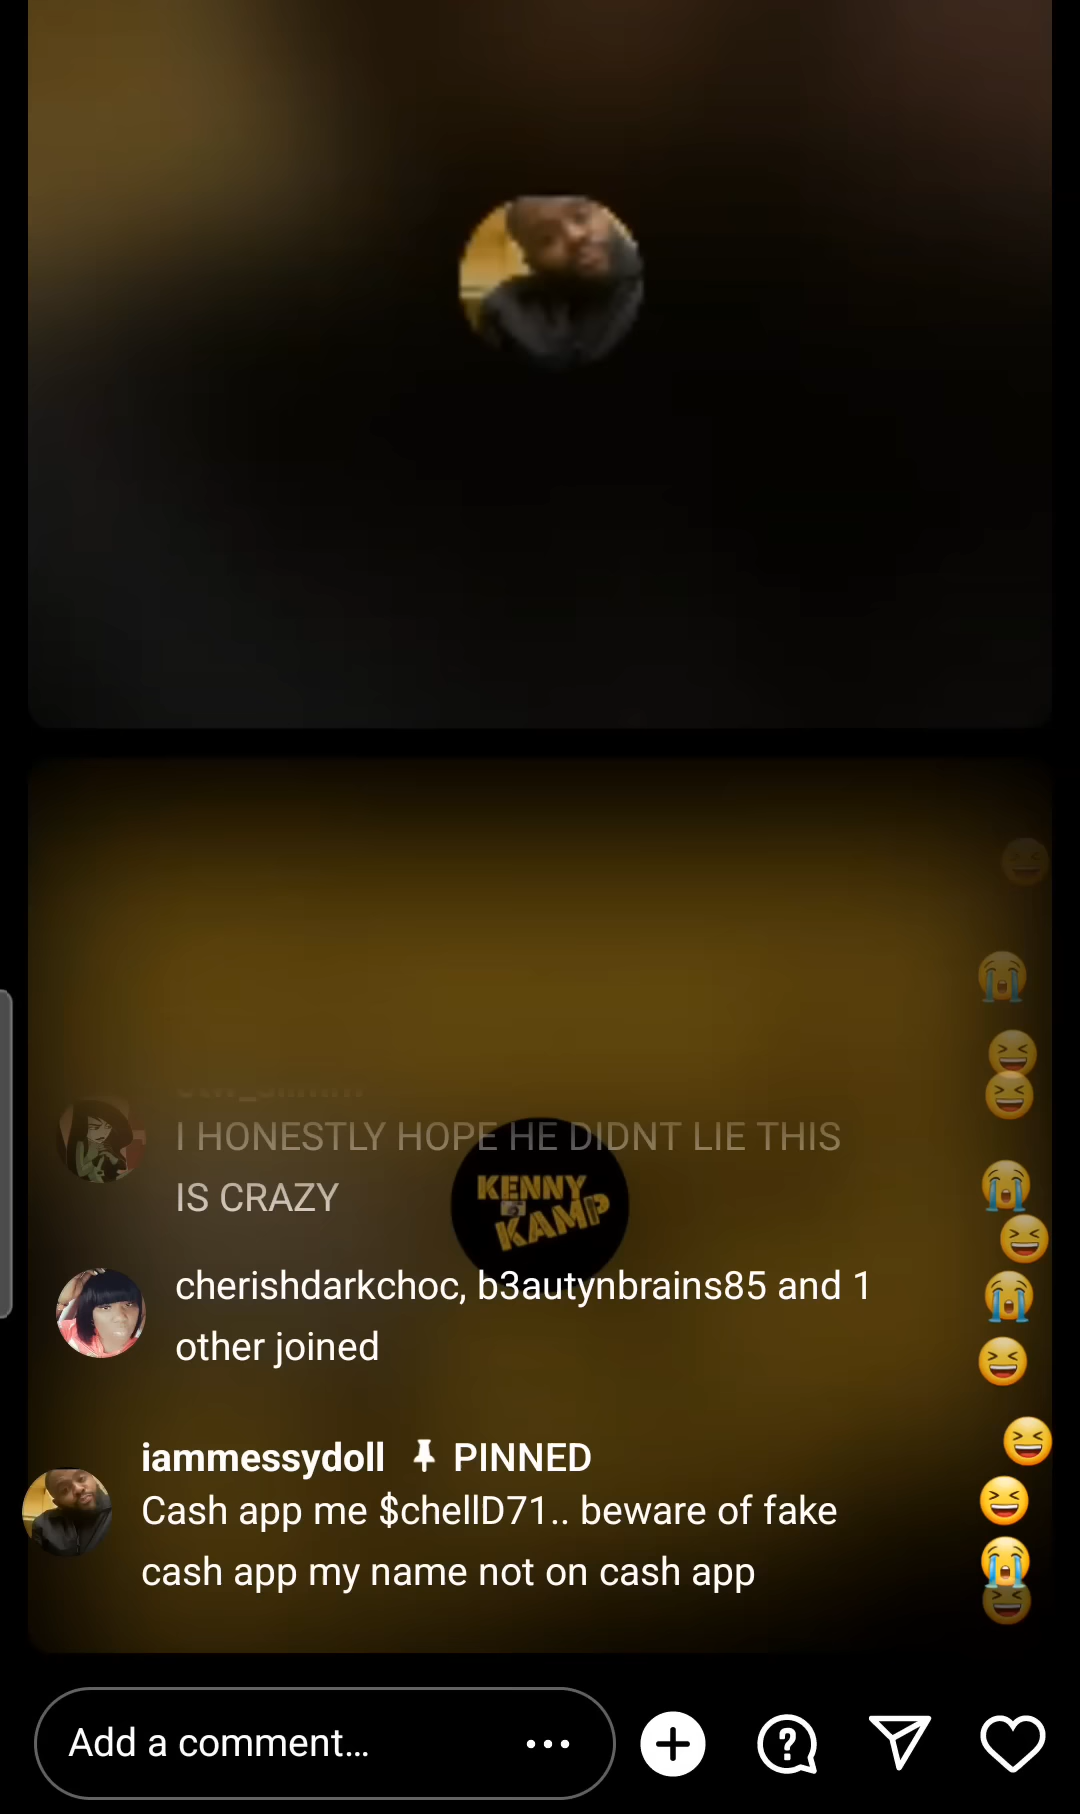 I HONESTLY HOPE HE DIDNT LIE THIS
IS CRAZY
KENNY
KAMP
cherishdarkchoc, b3autynbrains85 and 1
other joined
iammessydoll PINNED
Cash app me $chellD71.. beware of fake
cash app my name not on cash app
Add a comment...